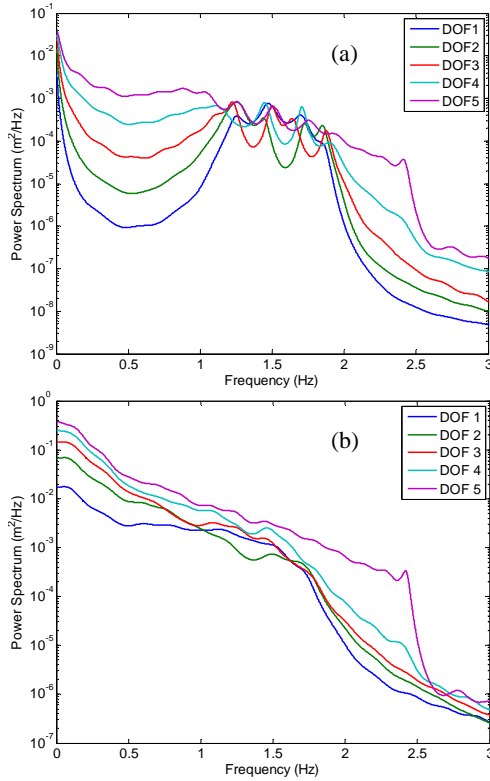 10^-1
10^-2
10^-3
10^-4
10^-5
10^-6
10^-7
10^-8
10^-9
Power Spectrum (m^2/Hz)
(a)
DOF1
DOF2
DOF3
DOF4
DOF5
0 0.5 1 1.5 2 2.5 3
Frequency (Hz)
10^0
10^-1
10^-2
10^-3
10^-4
10^-5
10^-6
10^-7
Power Spectrum (m^2/Hz)
(b)
DOF 1
DOF 2
DOF 3
DOF 4
DOF 5
0 0.5 1 1.5 2 2.5 3
Frequency (Hz)